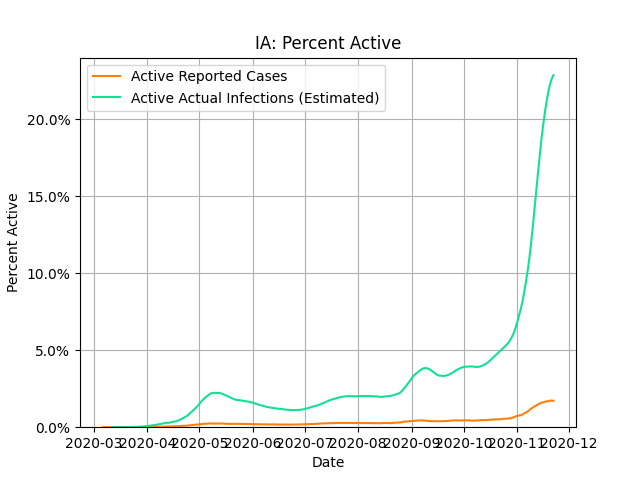 IA: Percent Active
Active Reported Cases
Active Actual Infections (Estimated)
Percent Active
20.0%
15.0%
10.0%
5.0%
0.0%
2020-03 2020-04 2020-05 2020-06 2020-07 2020-08 2020-09 2020-10 2020-11 2020-12
Date